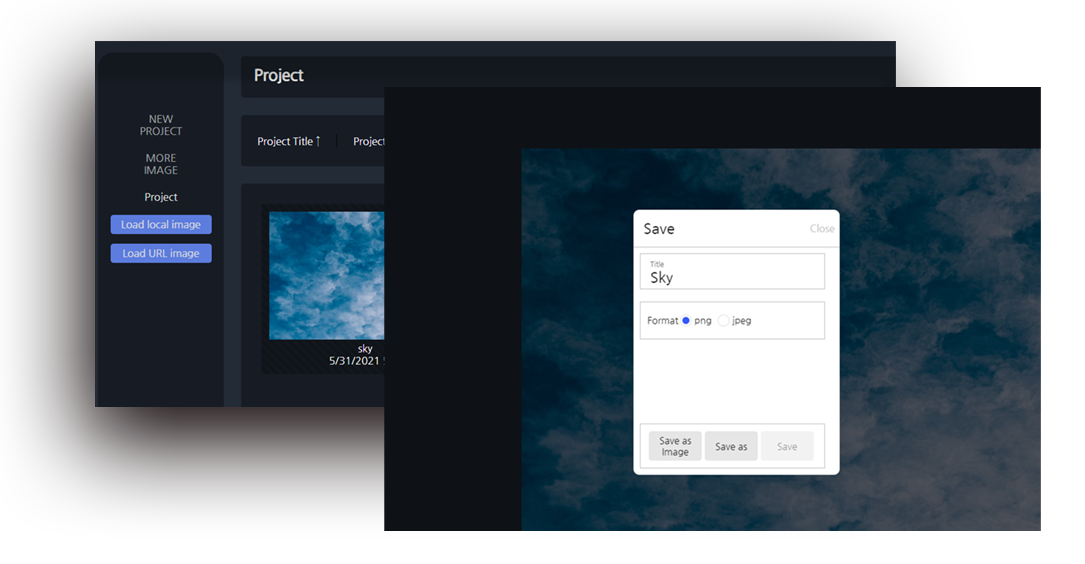 Project
NEW
PROJECT
MORE
IMAGE
Project
Load local image
Load URL image
Project Title ↑
Project
sky
5/31/2021
Save
Close
Title
Sky
Format
png
jpeg
Save as
Image
Save as
Save